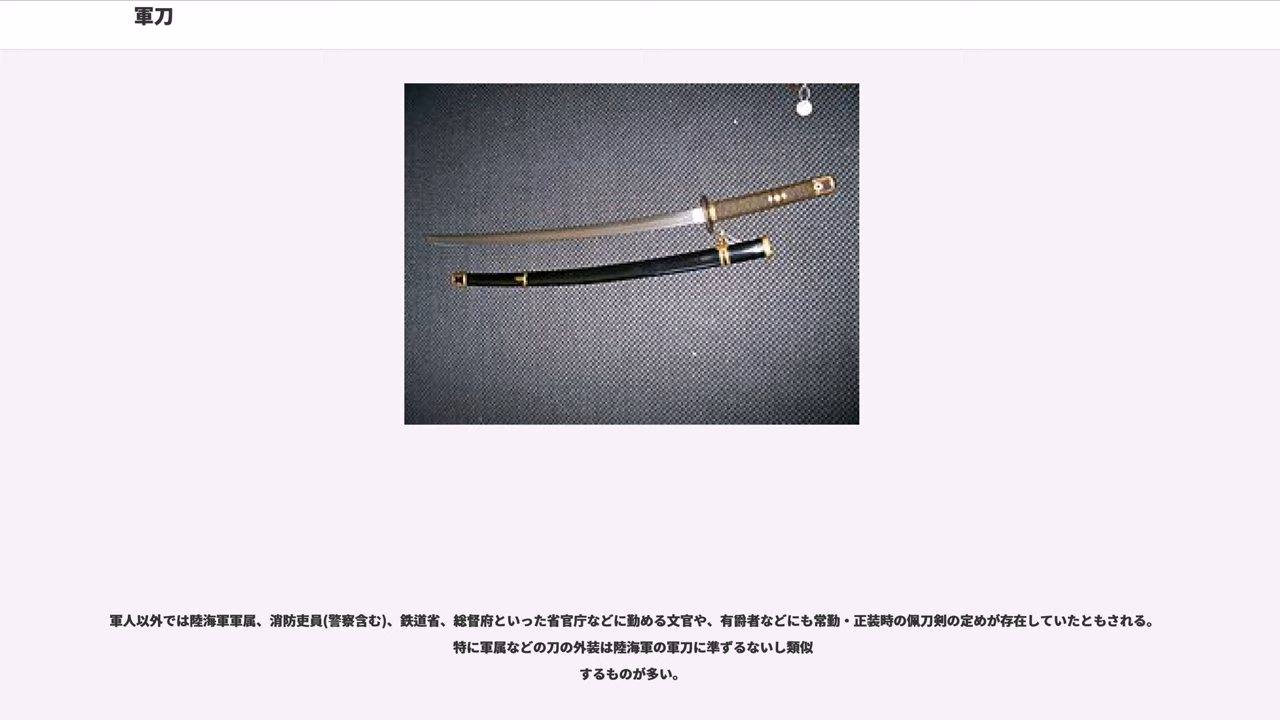 軍刀
軍人以外では陸海軍軍属、消防吏員(警察含む)、鉄道省、総督府といった省官庁などに勤める文官や、有爵者などにも常勤・正装時の佩刀剣の定めが存在していたともされる。
特に軍属などの刀の外装は陸海軍の軍刀に準ずるないし類似
するものが多い。